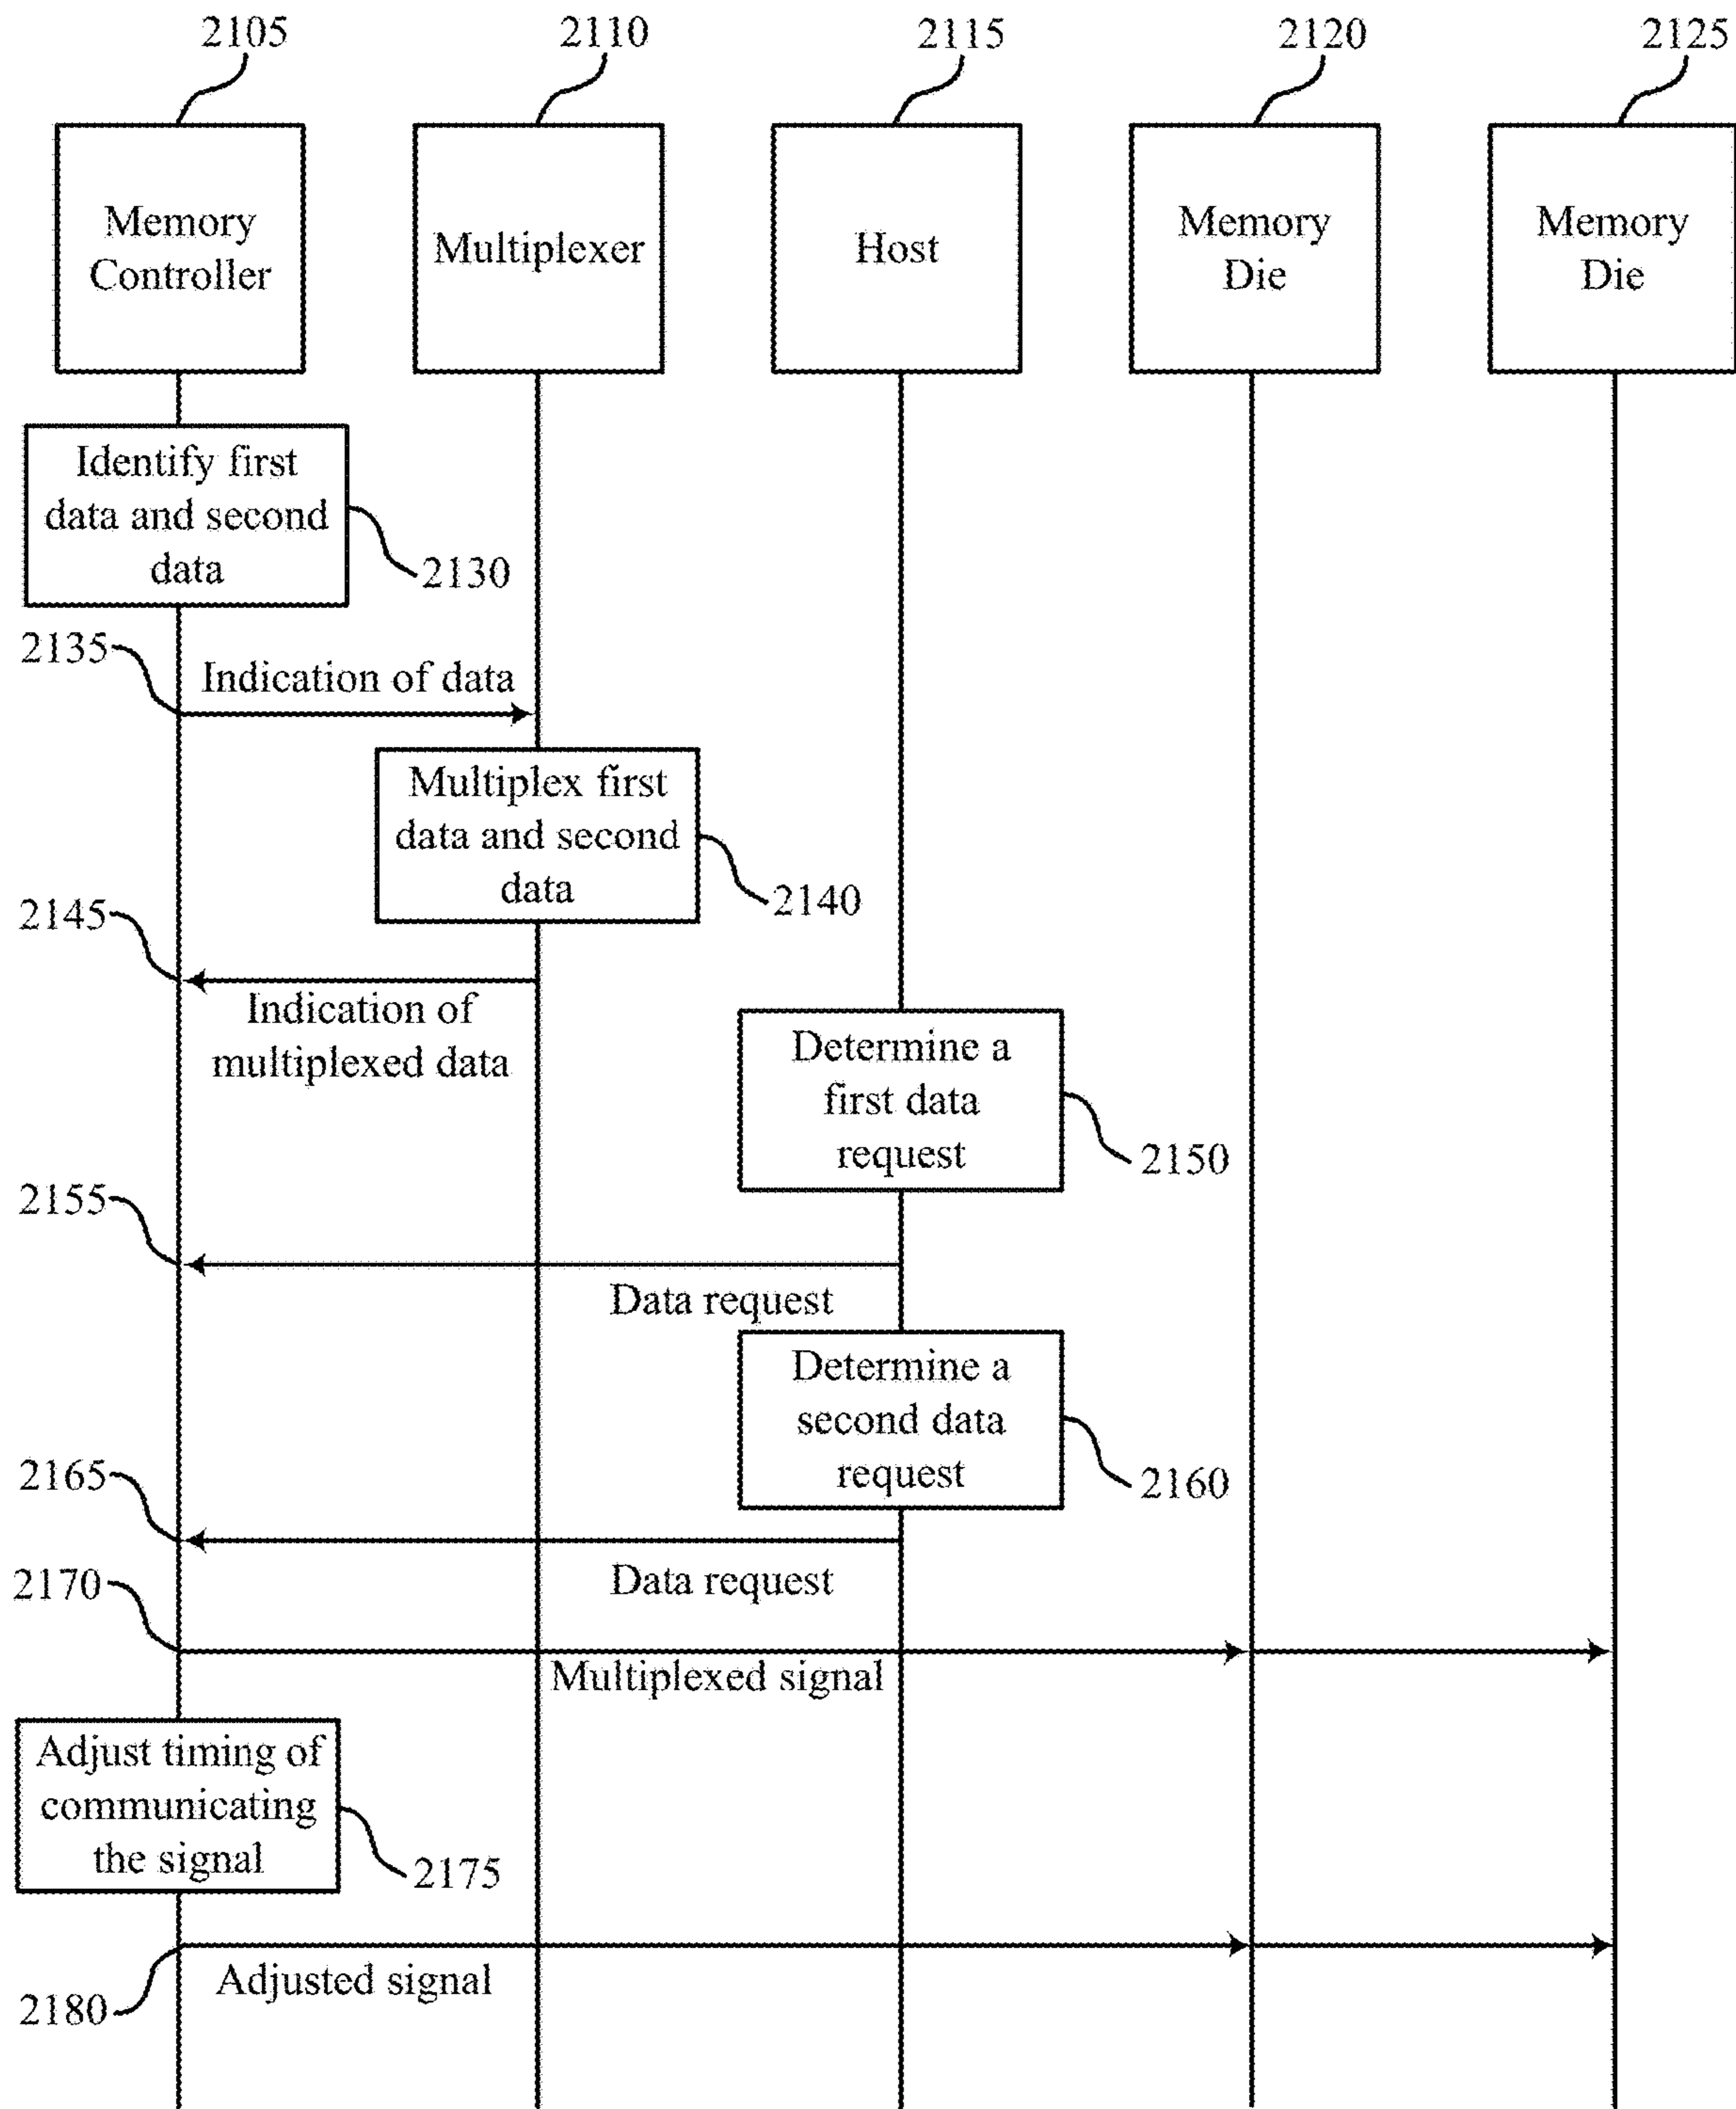 2105
2110
2115
2120
2125
Memory
Controller
Multiplexer
Host
Memory
Die
Memory
Die
Identify first
data and second
data
2130
2135
Indication of data
Multiplex first
data and second
data
2140
2145
Indication of
multiplexed data
Determine a
first data
request
2150
2155
Data request
Determine a
second data
request
2160
2165
Data request
2170
Multiplexed signal
Adjust timing of
communicating
the signal
2175
Adjusted signal
2180